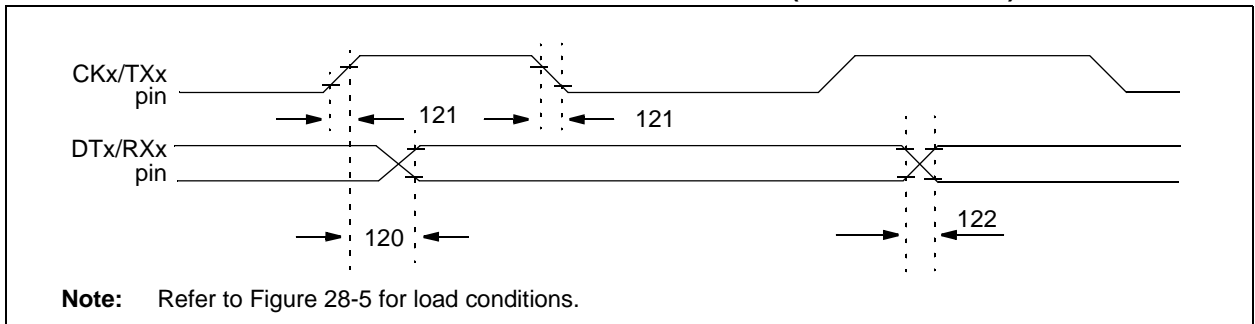 CKx/TXx
pin
121
121
DTx/RXx
pin
120
122
Note: Refer to Figure 28-5 for load conditions.